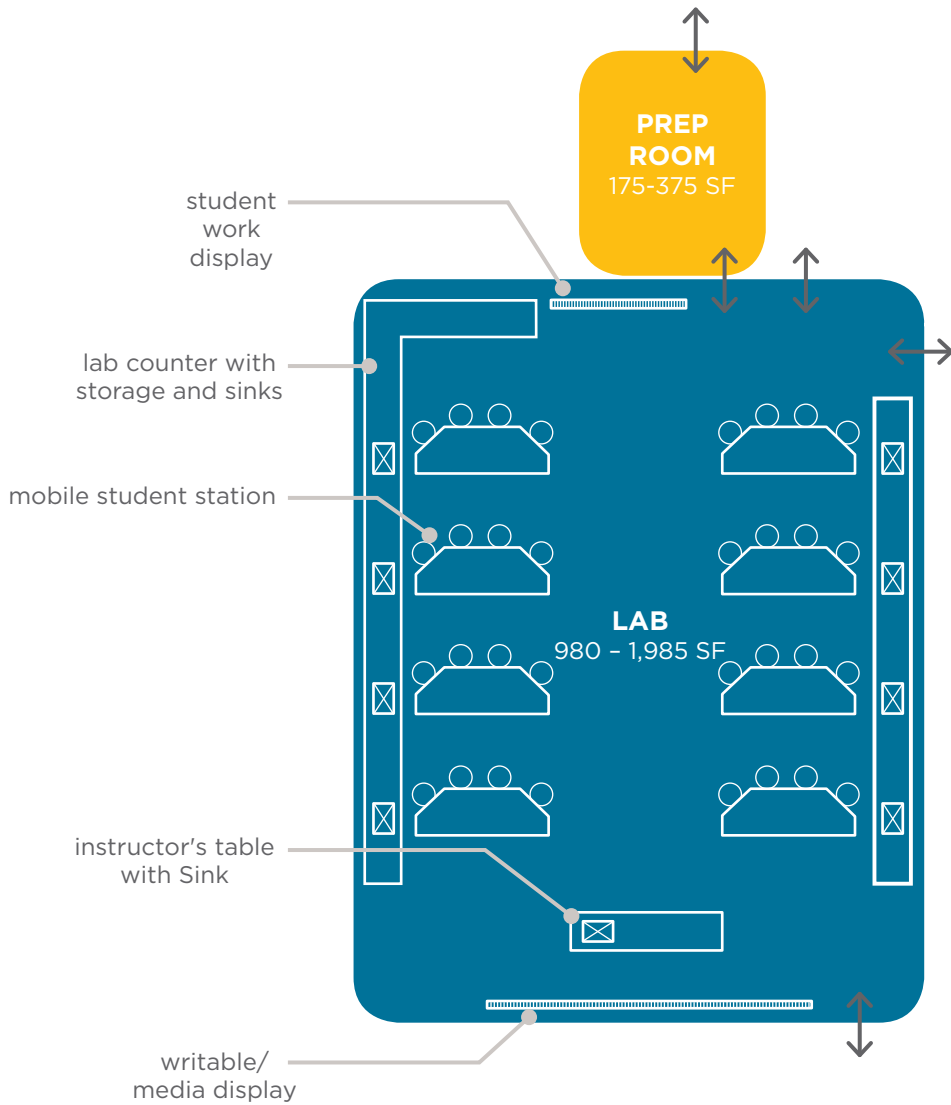 PREP
ROOM
175-375 SF
student
work
display
lab counter with
storage and sinks
mobile student station
LAB
980 – 1,985 SF
instructor's table
with Sink
writable/
media display